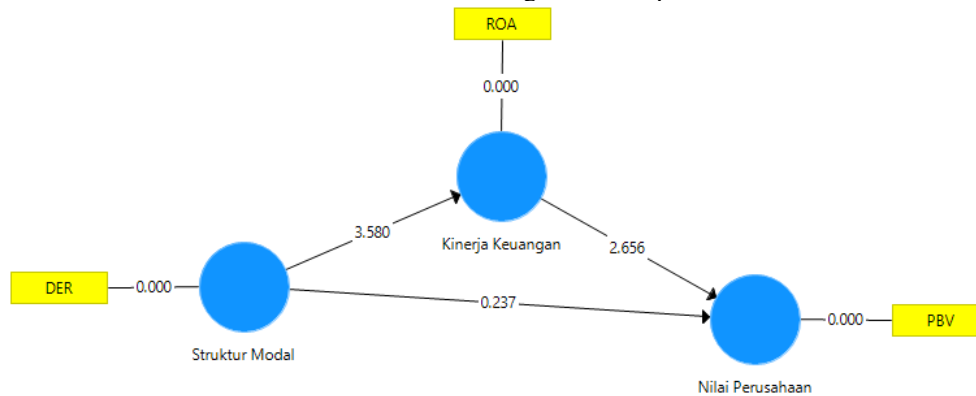 ROA
0.000
Kinerja Keuangan
3.580
2.656
DER
0.000
0.237
0.000
PBV
Struktur Modal
Nilai Perusahaan